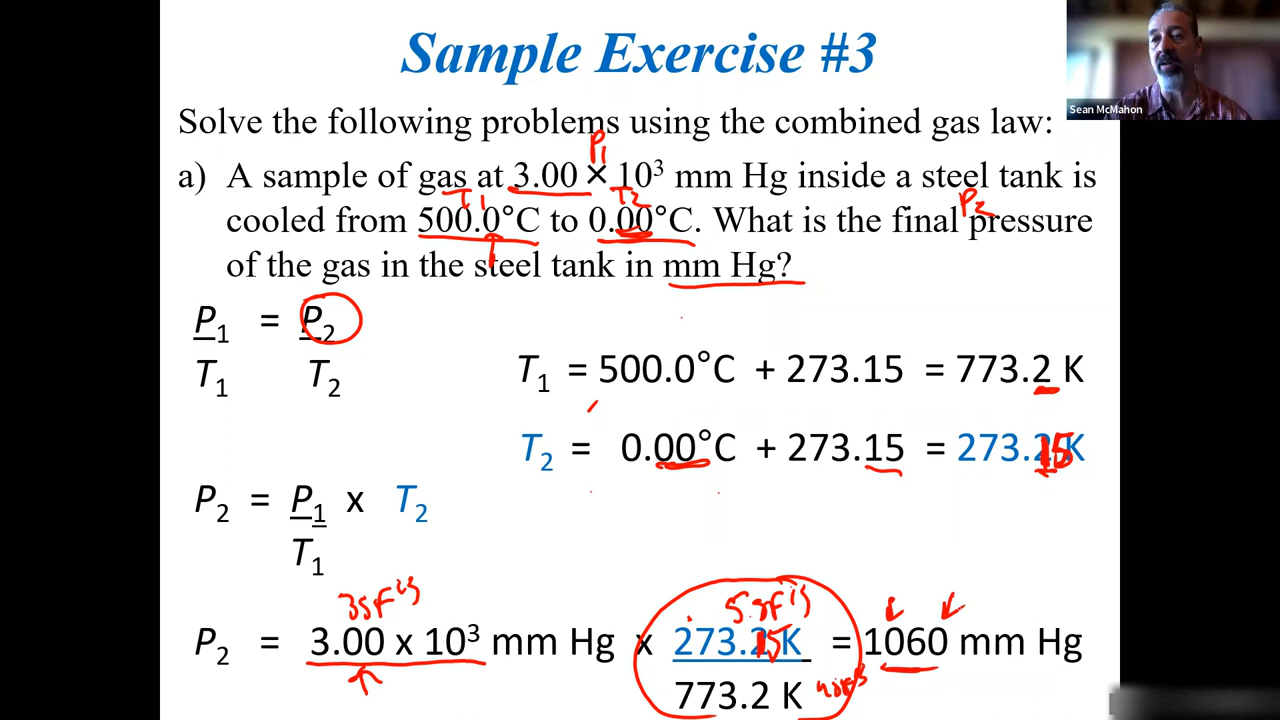 Sample Exercise #3
Sean McMahon
Solve the following problems using the combined gas law:
P1
a) A sample of gas at 3.00 × 10³ mm Hg inside a steel tank is
T1 T2 P2
cooled from 500.0°C to 0.00°C. What is the final pressure
of the gas in the steel tank in mm Hg?
P₁ = P₂
T₁ T₂
T₁ = 500.0°C + 273.15 = 773.2 K
T₂ = 0.00°C + 273.15 = 273.2 K
15
P₂ = P₁ x T₂
T₁
3 SF's 5 SF's
P₂ = 3.00 x 10³ mm Hg x 273.2 K = 1060 mm Hg
15
773.2 K